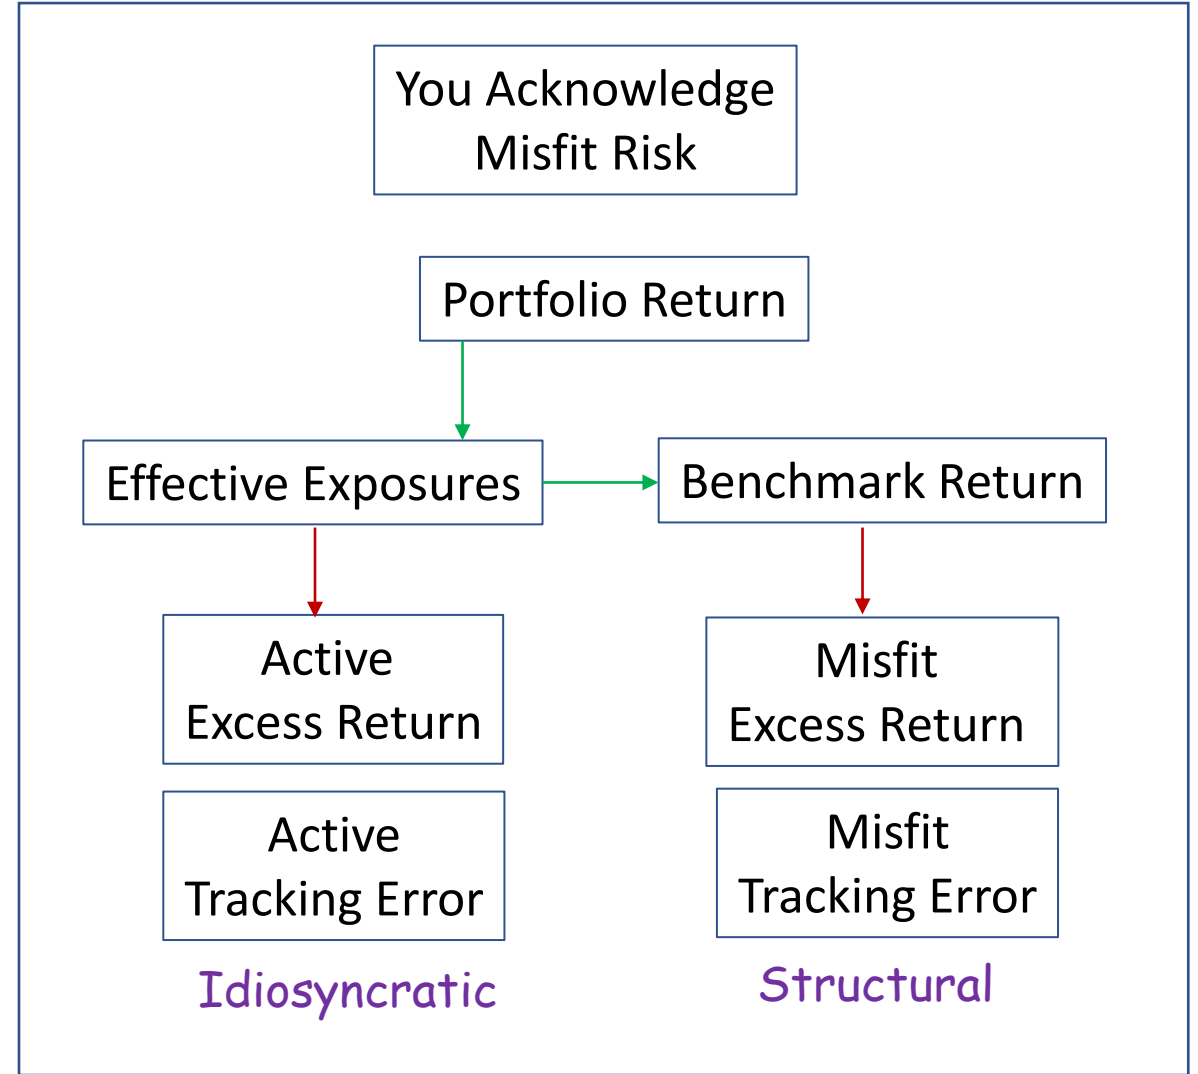 You Acknowledge
Misfit Risk
Portfolio Return
Effective Exposures
Benchmark Return
Active
Excess Return
Misfit
Excess Return
Active
Tracking Error
Misfit
Tracking Error
Idiosyncratic
Structural